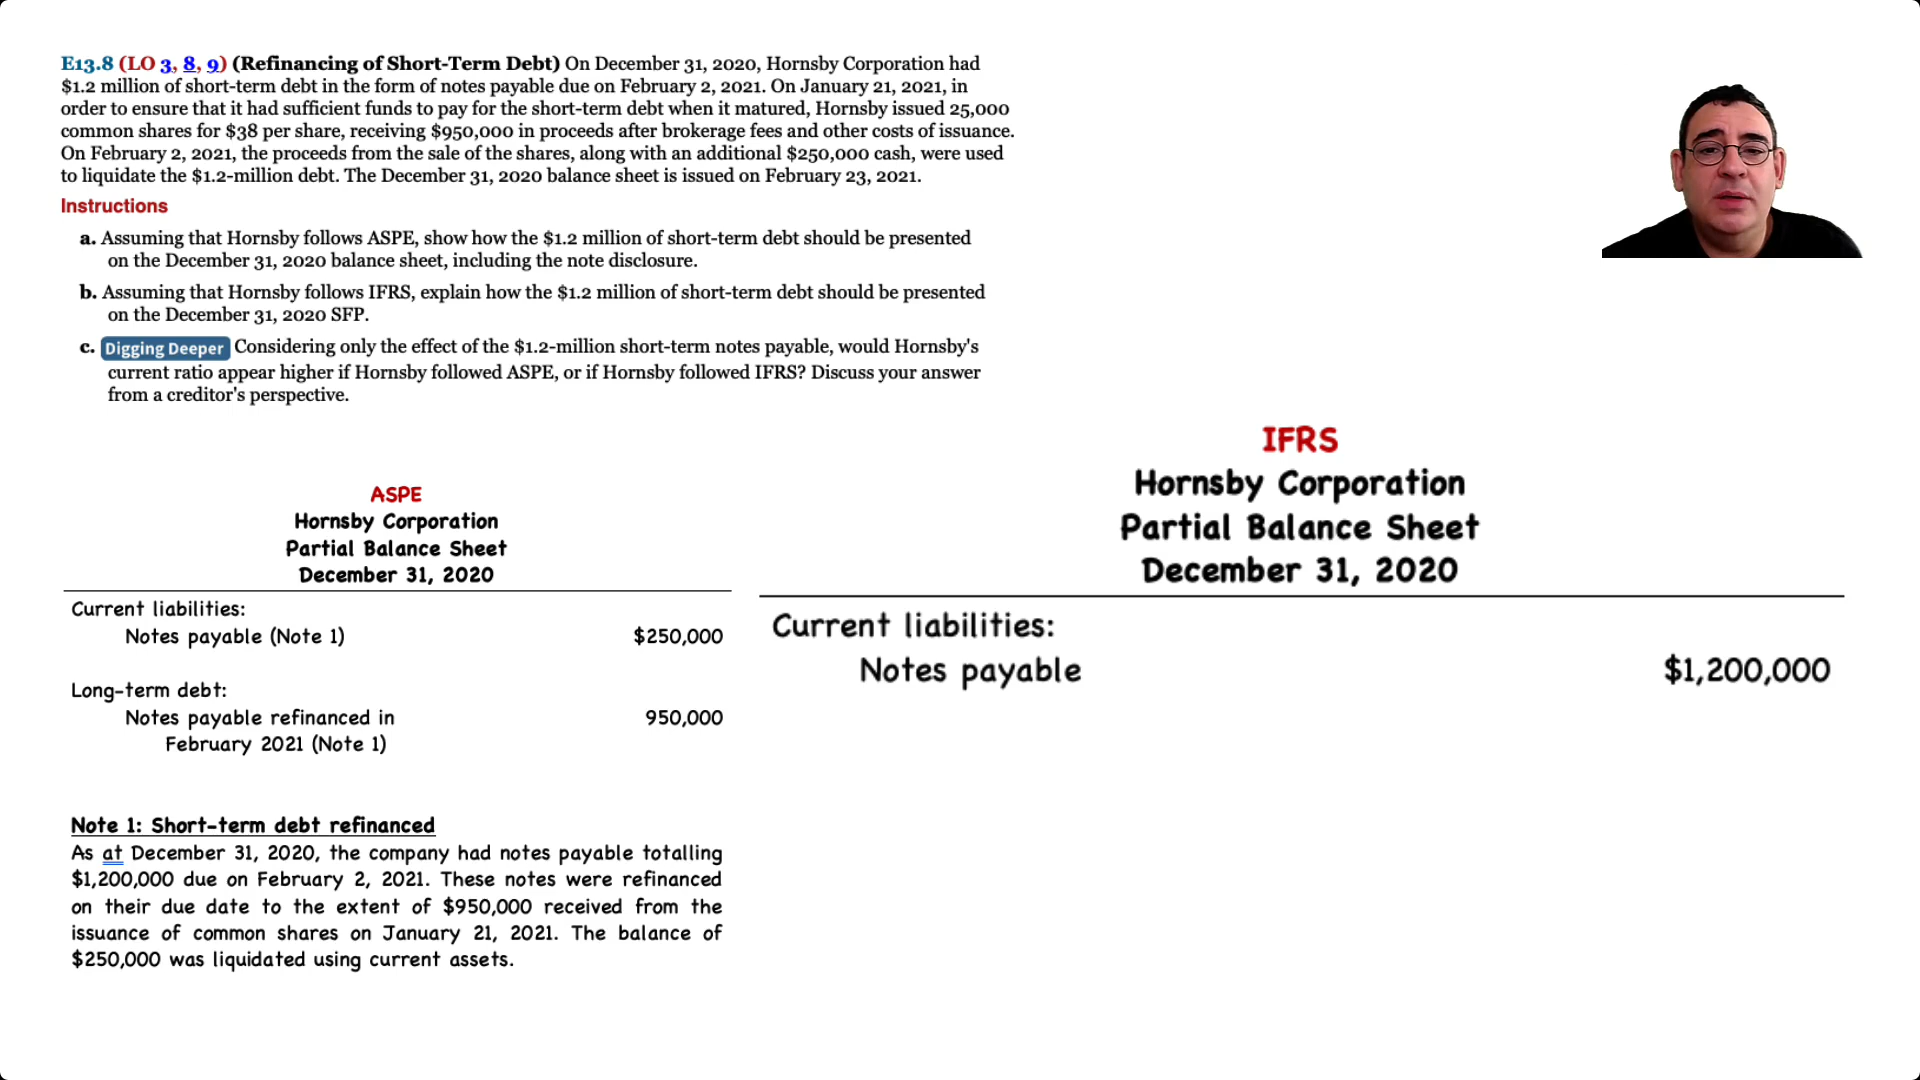 E13.8 (LO 3, 8, 9) (Refinancing of Short-Term Debt) On December 31, 2020, Hornsby Corporation had
$1.2 million of short-term debt in the form of notes payable due on February 2, 2021. On January 21, 2021, in
order to ensure that it had sufficient funds to pay for the short-term debt when it matured, Hornsby issued 25,000
common shares for $38 per share, receiving $950,000 in proceeds after brokerage fees and other costs of issuance.
On February 2, 2021, the proceeds from the sale of the shares, along with an additional $250,000 cash, were used
to liquidate the $1.2-million debt. The December 31, 2020 balance sheet is issued on February 23, 2021.
Instructions
a. Assuming that Hornsby follows ASPE, show how the $1.2 million of short-term debt should be presented
on the December 31, 2020 balance sheet, including the note disclosure.
b. Assuming that Hornsby follows IFRS, explain how the $1.2 million of short-term debt should be presented
on the December 31, 2020 SFP.
c. Digging Deeper Considering only the effect of the $1.2-million short-term notes payable, would Hornsby's
current ratio appear higher if Hornsby followed ASPE, or if Hornsby followed IFRS? Discuss your answer
from a creditor's perspective.
ASPE
Hornsby Corporation
Partial Balance Sheet
December 31, 2020
Current liabilities:
Notes payable (Note 1) $250,000
Long-term debt:
Notes payable refinanced in 950,000
February 2021 (Note 1)
Note 1: Short-term debt refinanced
As at December 31, 2020, the company had notes payable totalling
$1,200,000 due on February 2, 2021. These notes were refinanced
on their due date to the extent of $950,000 received from the
issuance of common shares on January 21, 2021. The balance of
$250,000 was liquidated using current assets.
IFRS
Hornsby Corporation
Partial Balance Sheet
December 31, 2020
Current liabilities:
Notes payable $1,200,000